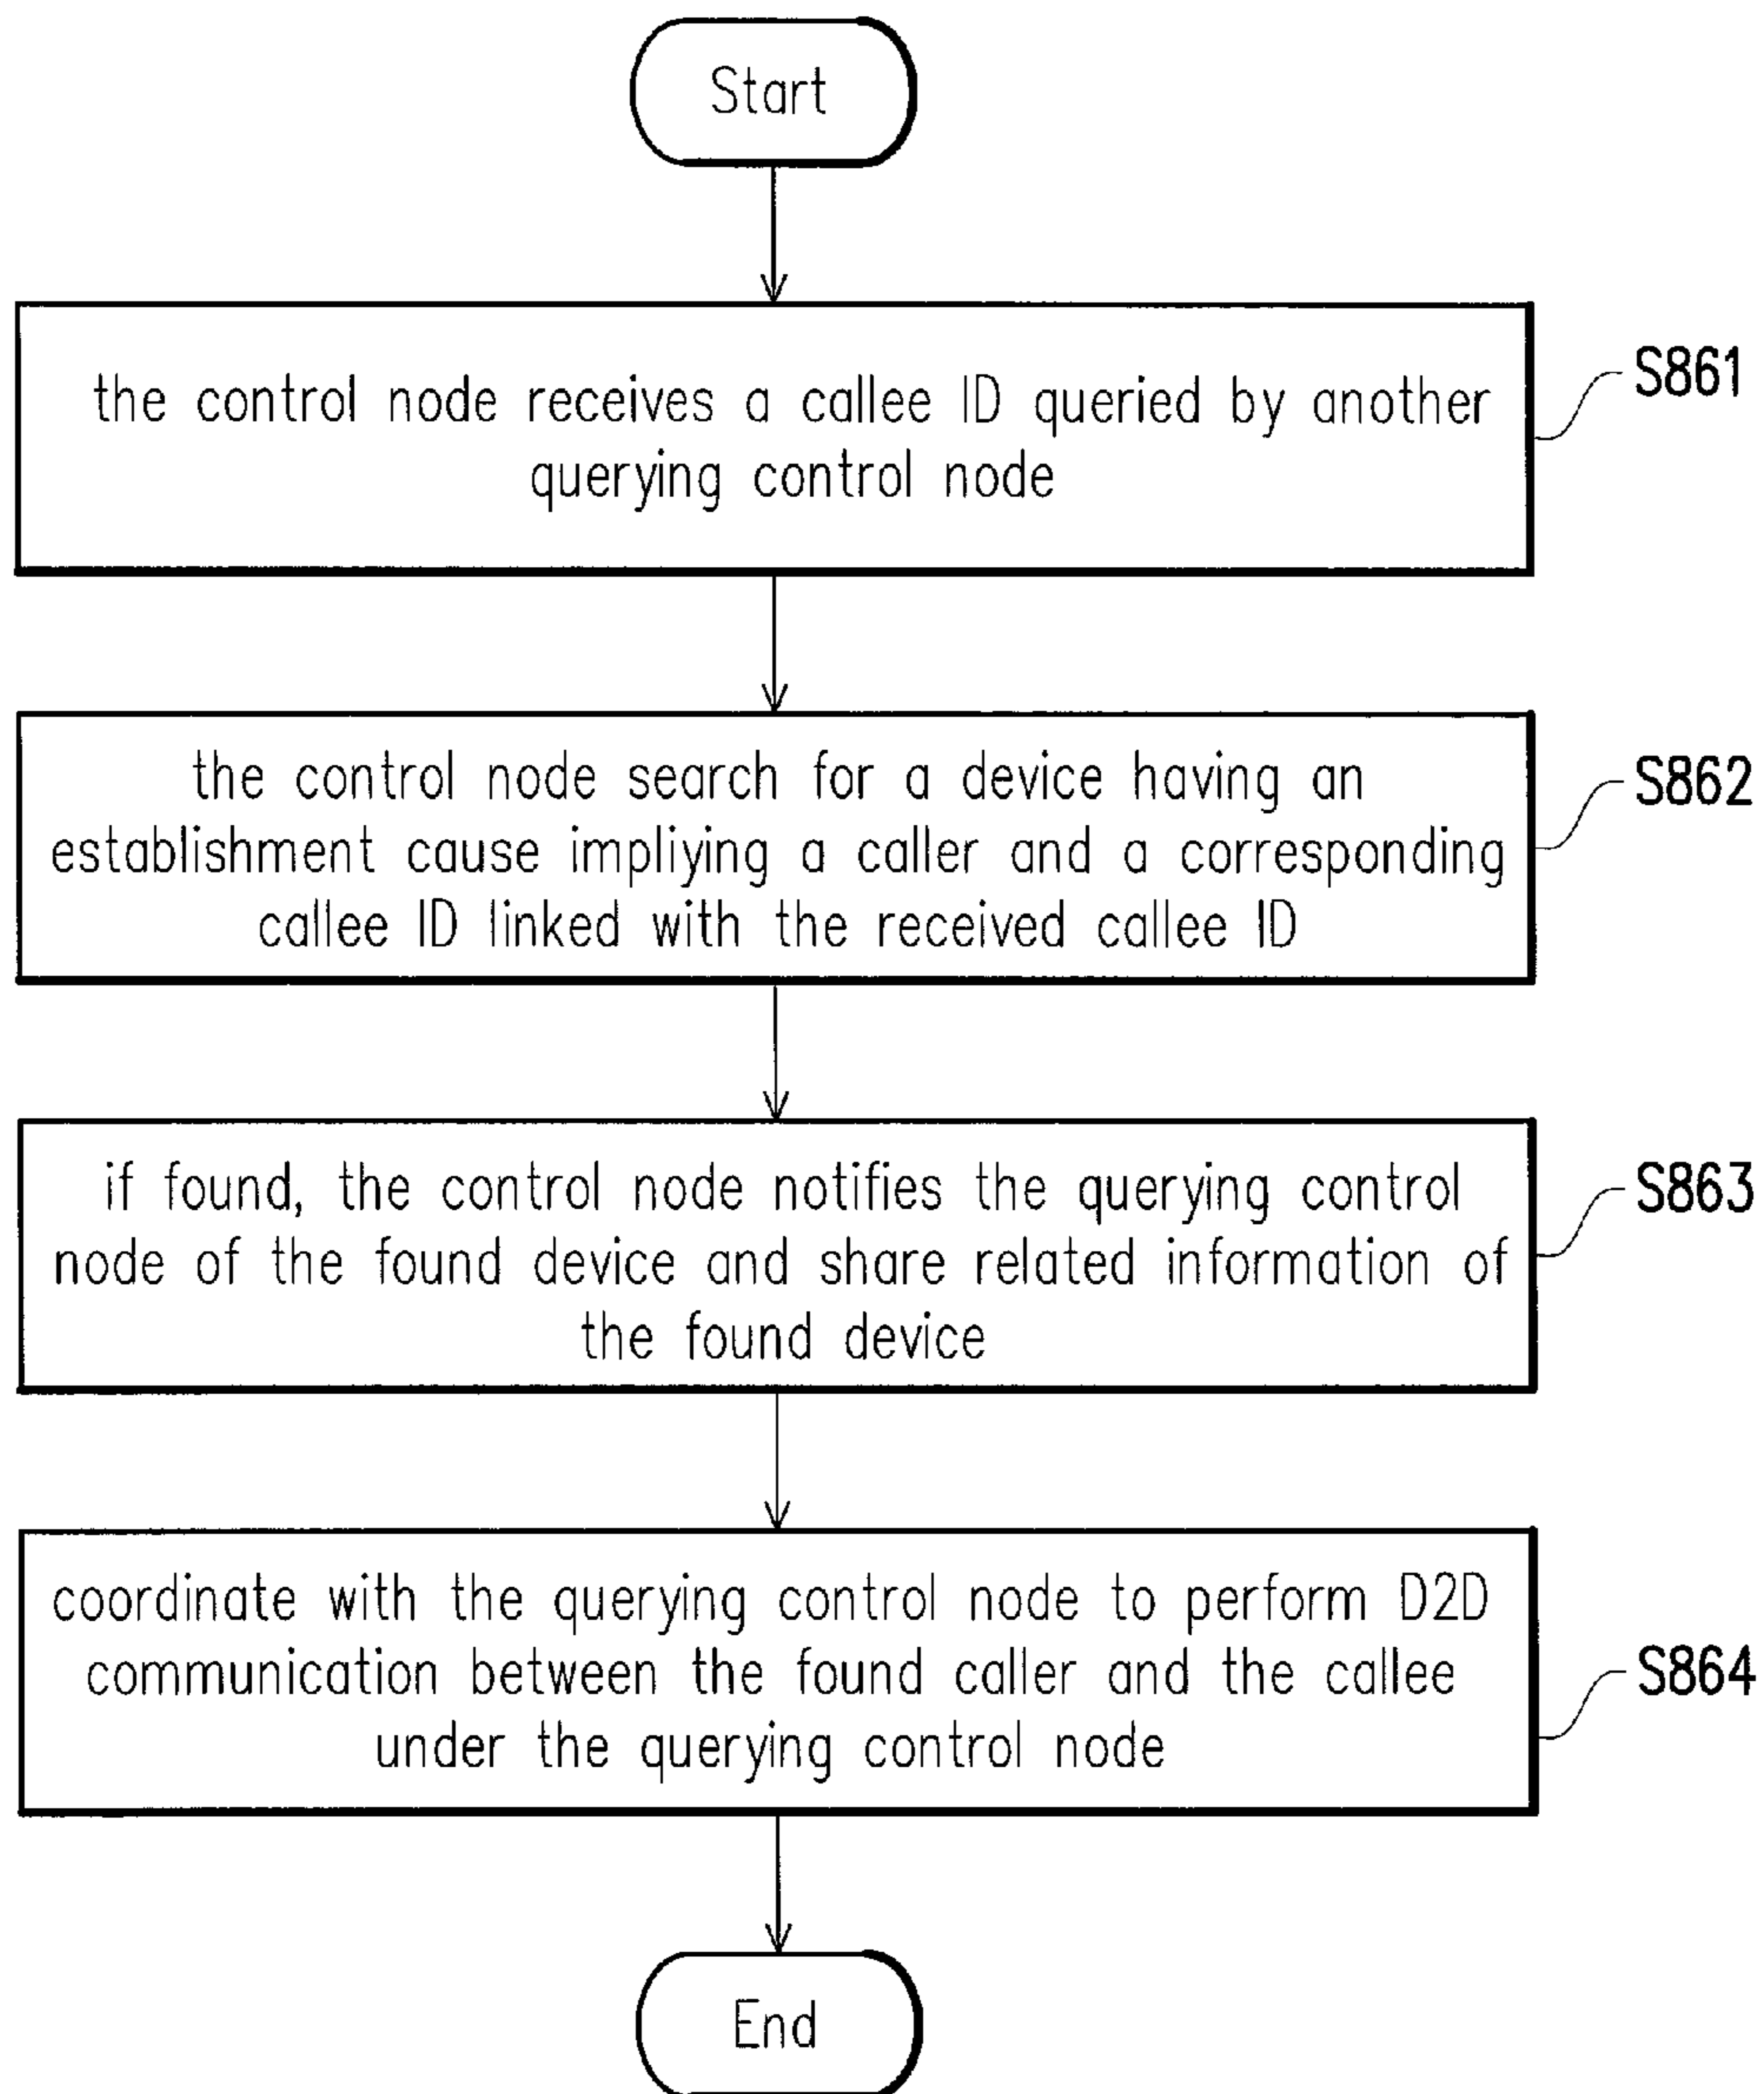 Start
the control node receives a callee ID queried by another
querying control node
S861
the control node search for a device having an
establishment cause impliying a caller and a corresponding
callee ID linked with the received callee ID
S862
if found, the control node notifies the querying control
node of the found device and share related information of
the found device
S863
coordinate with the querying control node to perform D2D
communication between the found caller and the callee
under the querying control node
S864
End